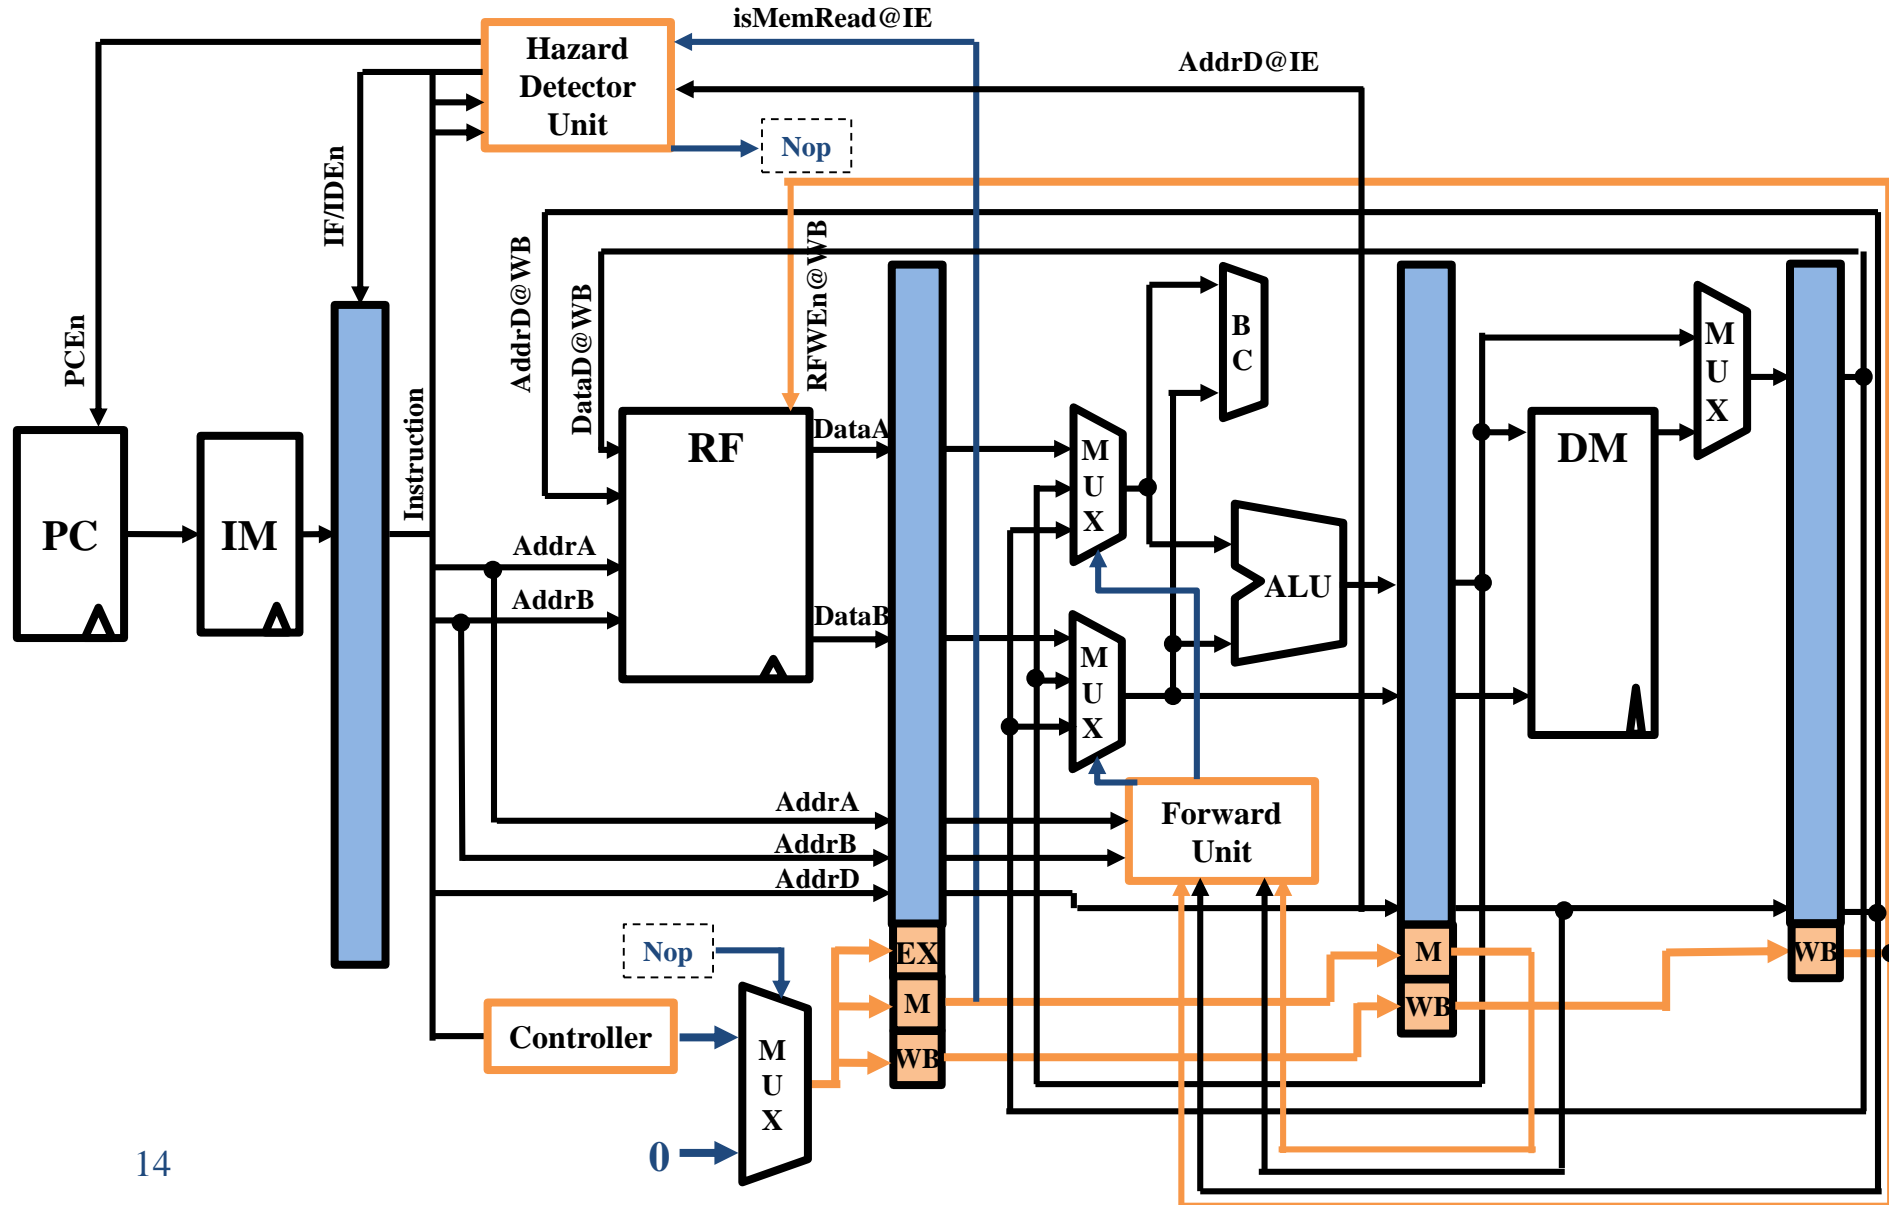 isMemRead@IE
Hazard
Detector
Unit
AddrD@IE
Nop
IF/IDEn
PCEn
AddrD@WB
DataD@WB
RFWEn@WB
Instruction
PC
IM
RF
AddrA
AddrB
DataA
DataB
M
U
X
M
U
X
B
C
ALU
DM
M
U
X
AddrA
AddrB
AddrD
Forward
Unit
Nop
Controller
M
U
X
0
EX
M
WB
M
WB
WB
14